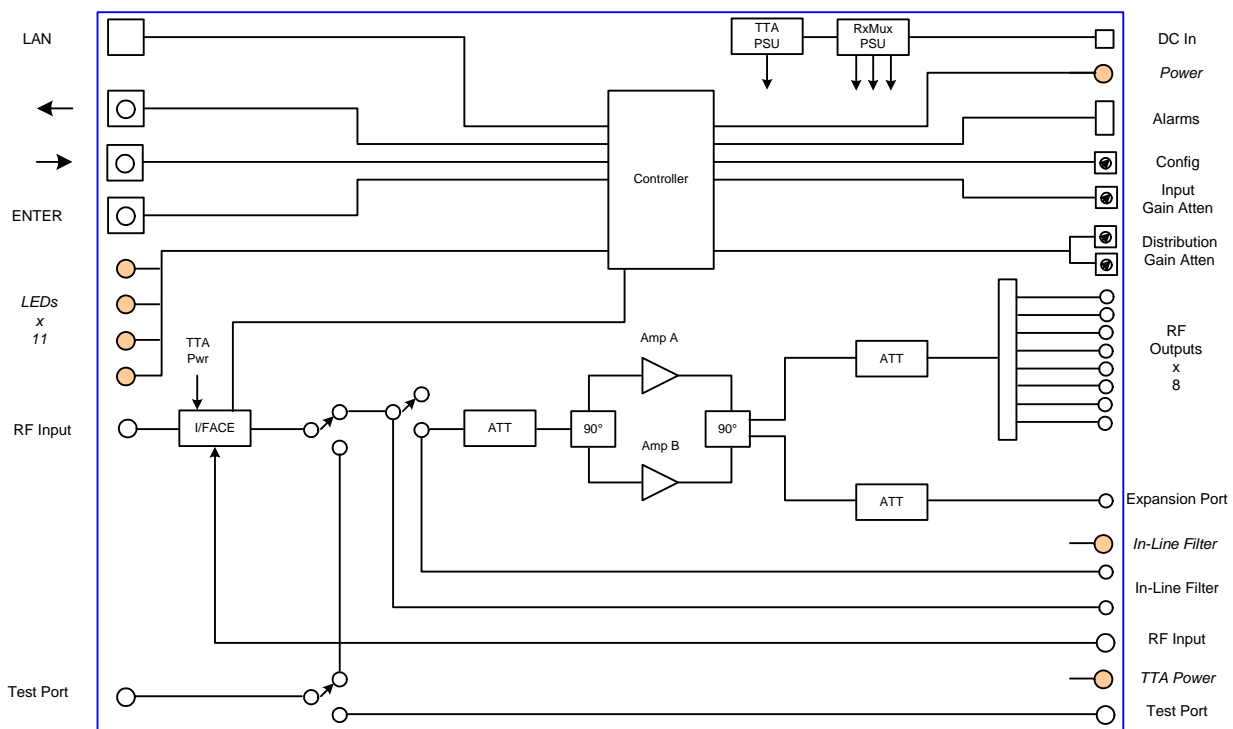 LAN
ENTER
LEDs
x
11
RF Input
Test Port
TTA
PSU
RxMux
PSU
Controller
TTA
Pwr
I/FACE
ATT
90°
Amp A
Amp B
90°
ATT
ATT
DC In
Power
Alarms
Config
Input
Gain Atten
Distribution
Gain Atten
RF
Outputs
x
8
Expansion Port
In-Line Filter
In-Line Filter
RF Input
TTA Power
Test Port